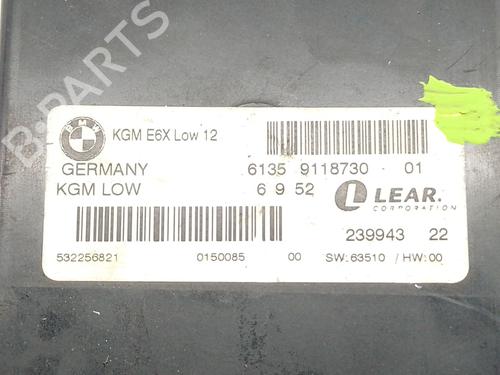 B-PARTS
BMW
KGM E6X Low 12
GERMANY
6135 9118730 - 01
KGM LOW
6 9 52
LEAR.
CORPORATION
239943 22
532256821 0150085 00 SW:63510 / HW:00